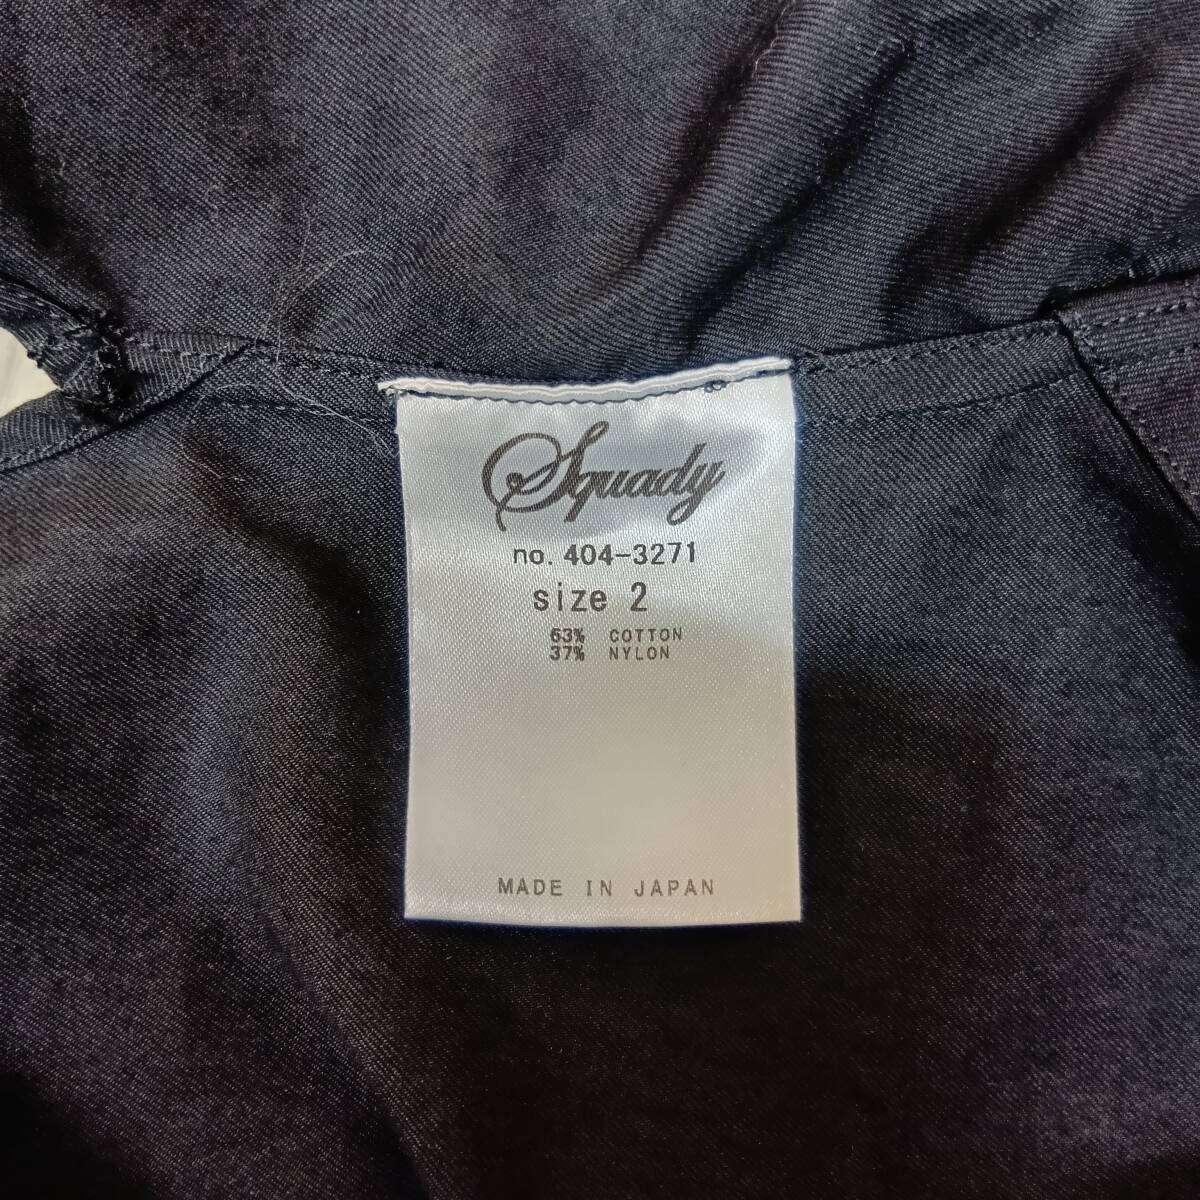 Squady
no. 404-3271
size 2
63% COTTON
37% NYLON
MADE IN JAPAN